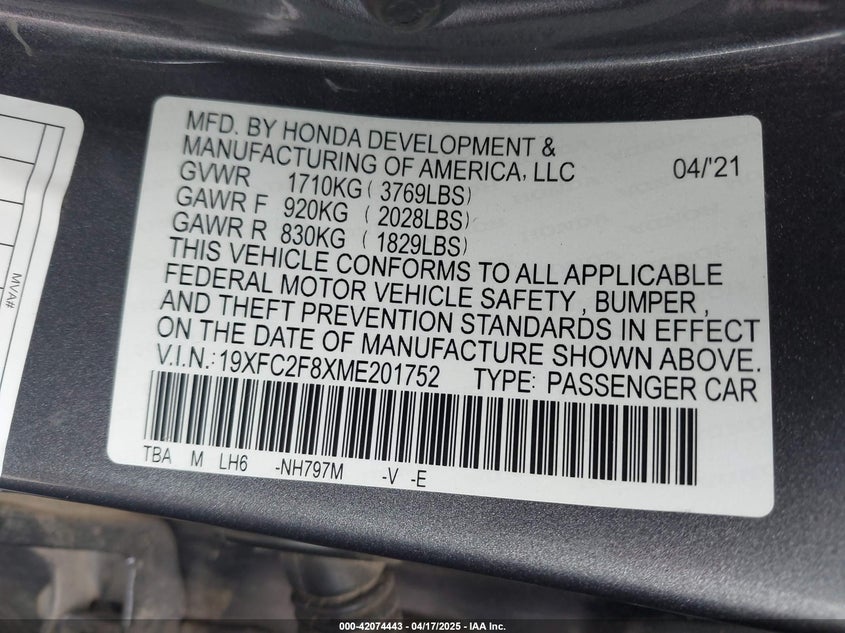 MFD. BY HONDA DEVELOPMENT &
MANUFACTURING OF AMERICA, LLC 04/'21
GVWR 1710KG ( 3769LBS)
GAWR F 920KG ( 2028LBS)
GAWR R 830KG ( 1829LBS)
THIS VEHICLE CONFORMS TO ALL APPLICABLE
FEDERAL MOTOR VEHICLE SAFETY , BUMPER ,
AND THEFT PREVENTION STANDARDS IN EFFECT
ON THE DATE OF MANUFACTURE SHOWN ABOVE.
V.I.N.: 19XFC2F8XME201752 TYPE: PASSENGER CAR
TBA M LH6 -NH797M -V -E
MVA#
000-42074443 - 04/17/2025 - IAA Inc.